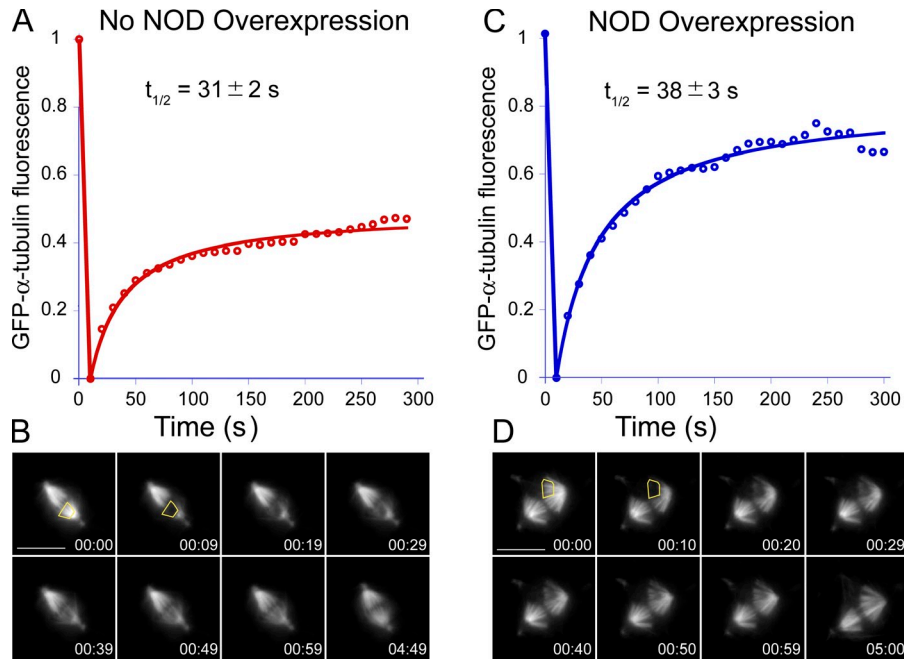 A No NOD Overexpression
t1/2 = 31 ± 2 s
GFP-α-tubulin fluorescence
1
0.8
0.6
0.4
0.2
0
0 50 100 150 200 250 300
Time (s)
B
00:00 00:09 00:19 00:29
00:39 00:49 00:59 04:49
C NOD Overexpression
t1/2 = 38 ± 3 s
GFP-α-tubulin fluorescence
1
0.8
0.6
0.4
0.2
0
0 50 100 150 200 250 300
Time (s)
D
00:00 00:10 00:20 00:29
00:40 00:50 00:59 05:00